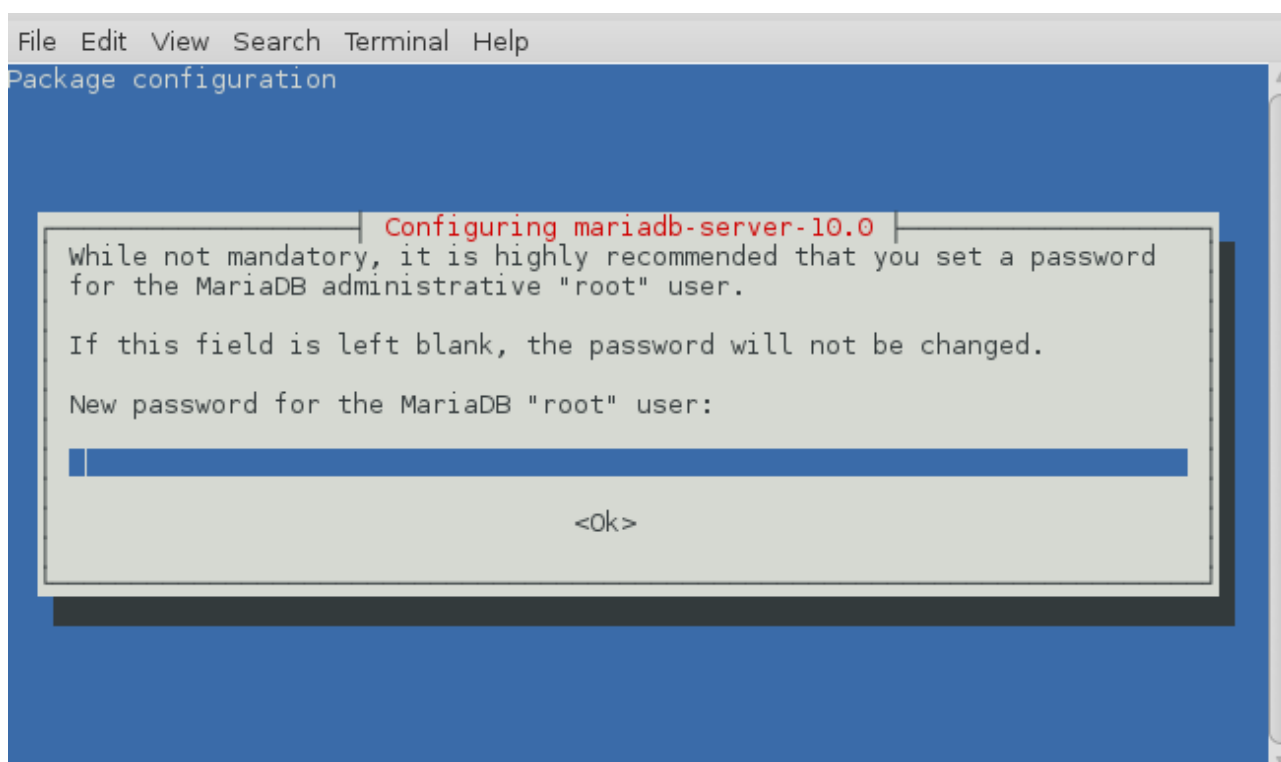 File Edit View Search Terminal Help
Package configuration
Configuring mariadb-server-10.0
While not mandatory, it is highly recommended that you set a password
for the MariaDB administrative "root" user.
If this field is left blank, the password will not be changed.
New password for the MariaDB "root" user:
<Ok>